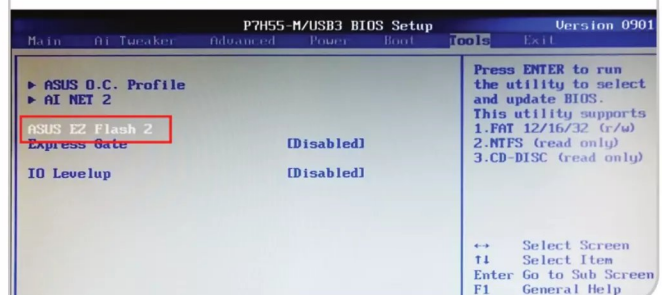 P7H55-M/USB3 BIOS Setup Version 0901
Main Ai Tweaker Advanced Power Boot Tools Exit
▶ ASUS O.C. Profile
▶ AI NET 2
ASUS EZ Flash 2
Express Gate [Disabled]
IO Levelup [Disabled]
Press ENTER to run
the utility to select
and update BIOS.
This utility supports
1.FAT 12/16/32 (r/w)
2.NTFS (read only)
3.CD-DISC (read only)
↔ Select Screen
↑↓ Select Item
Enter Go to Sub Screen
F1 General Help